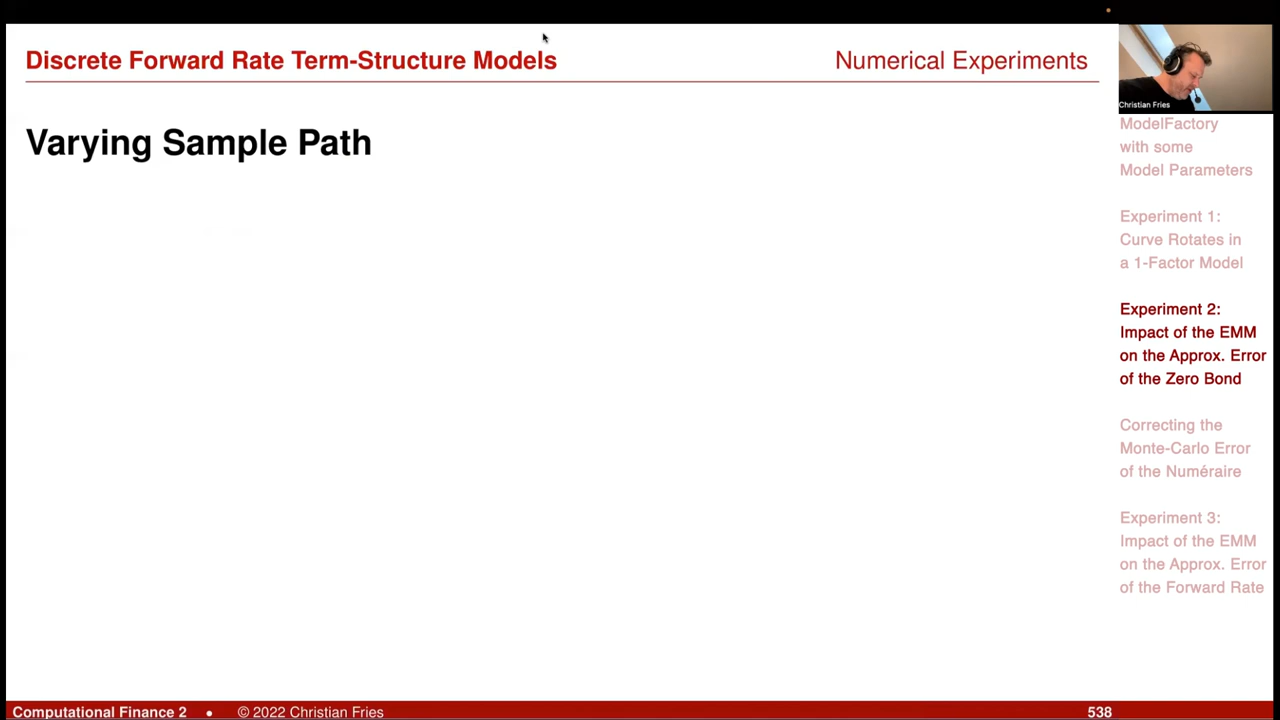 Discrete Forward Rate Term-Structure Models
Numerical Experiments
Varying Sample Path
Christian Fries
ModelFactory
with some
Model Parameters
Experiment 1:
Curve Rotates in
a 1-Factor Model
Experiment 2:
Impact of the EMM
on the Approx. Error
of the Zero Bond
Correcting the
Monte-Carlo Error
of the Numéraire
Experiment 3:
Impact of the EMM
on the Approx. Error
of the Forward Rate
Computational Finance 2 • © 2022 Christian Fries
538